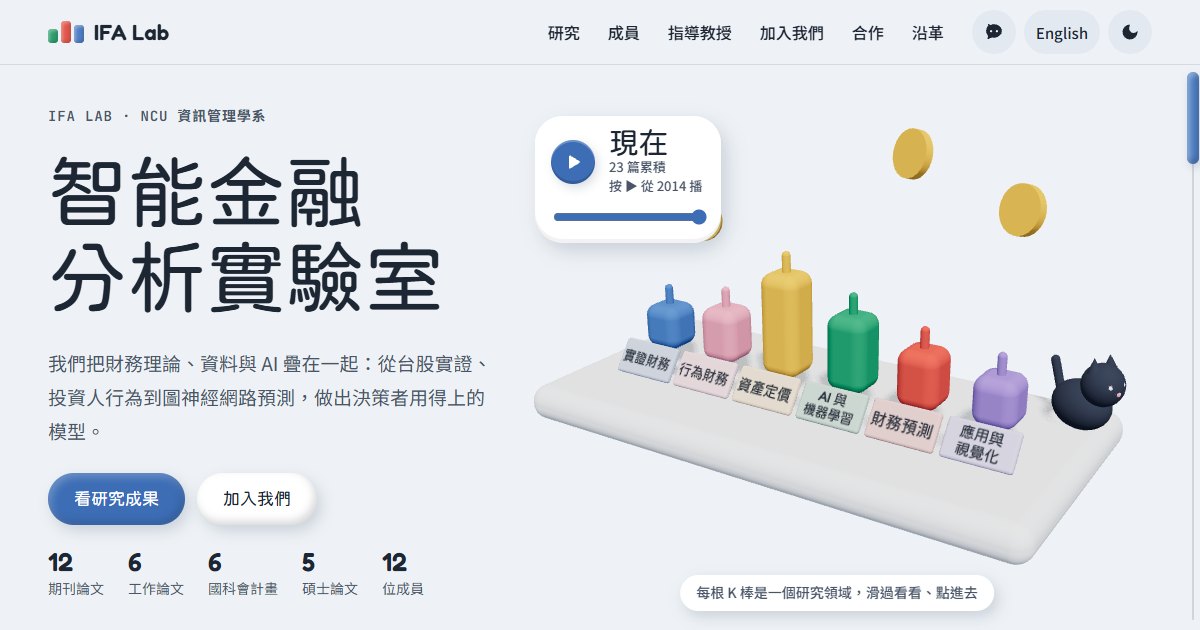 IFA Lab
研究 成員 指導教授 加入我們 合作 沿革 English
IFA LAB · NCU 資訊管理學系
智能金融
分析實驗室
我們把財務理論、資料與 AI 疊在一起：從台股實證、
投資人行為到圖神經網路預測，做出決策者用得上的
模型。
看研究成果 加入我們
12 6 6 5 12
期刊論文 工作論文 國科會計畫 碩士論文 位成員
現在
23 篇累積
按 ▶ 從 2014 播
實證財務
行為財務
資產定價
AI 與
機器學習
財務預測
應用與
視覺化
每根 K 棒是一個研究領域，滑過看看、點進去